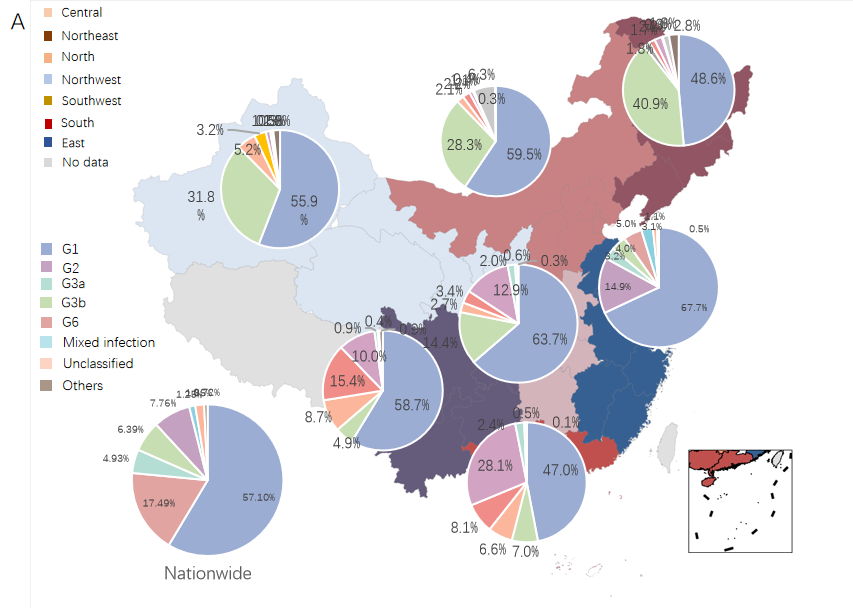 A
Central
Northeast
North
Northwest
Southwest
South
East
No data
G1
G2
G3a
G3b
G6
Mixed infection
Unclassified
Others
2.8%
1.8%
48.6%
40.9%
6.3%
2.1%
0.3%
28.3%
59.5%
3.2%
5.2%
31.8
%
55.9
%
5.0%
3.1%
0.5%
4.0%
3.2%
14.9%
67.7%
2.0%
0.6%
0.3%
12.9%
3.4%
2.7%
14.4%
63.7%
0.9%
0.4%
0.9%
10.0%
15.4%
58.7%
8.7%
4.9%
2.4%
0.5%
0.1%
28.1%
47.0%
8.1%
6.6%
7.0%
7.76%
6.39%
4.93%
17.49%
57.10%
Nationwide